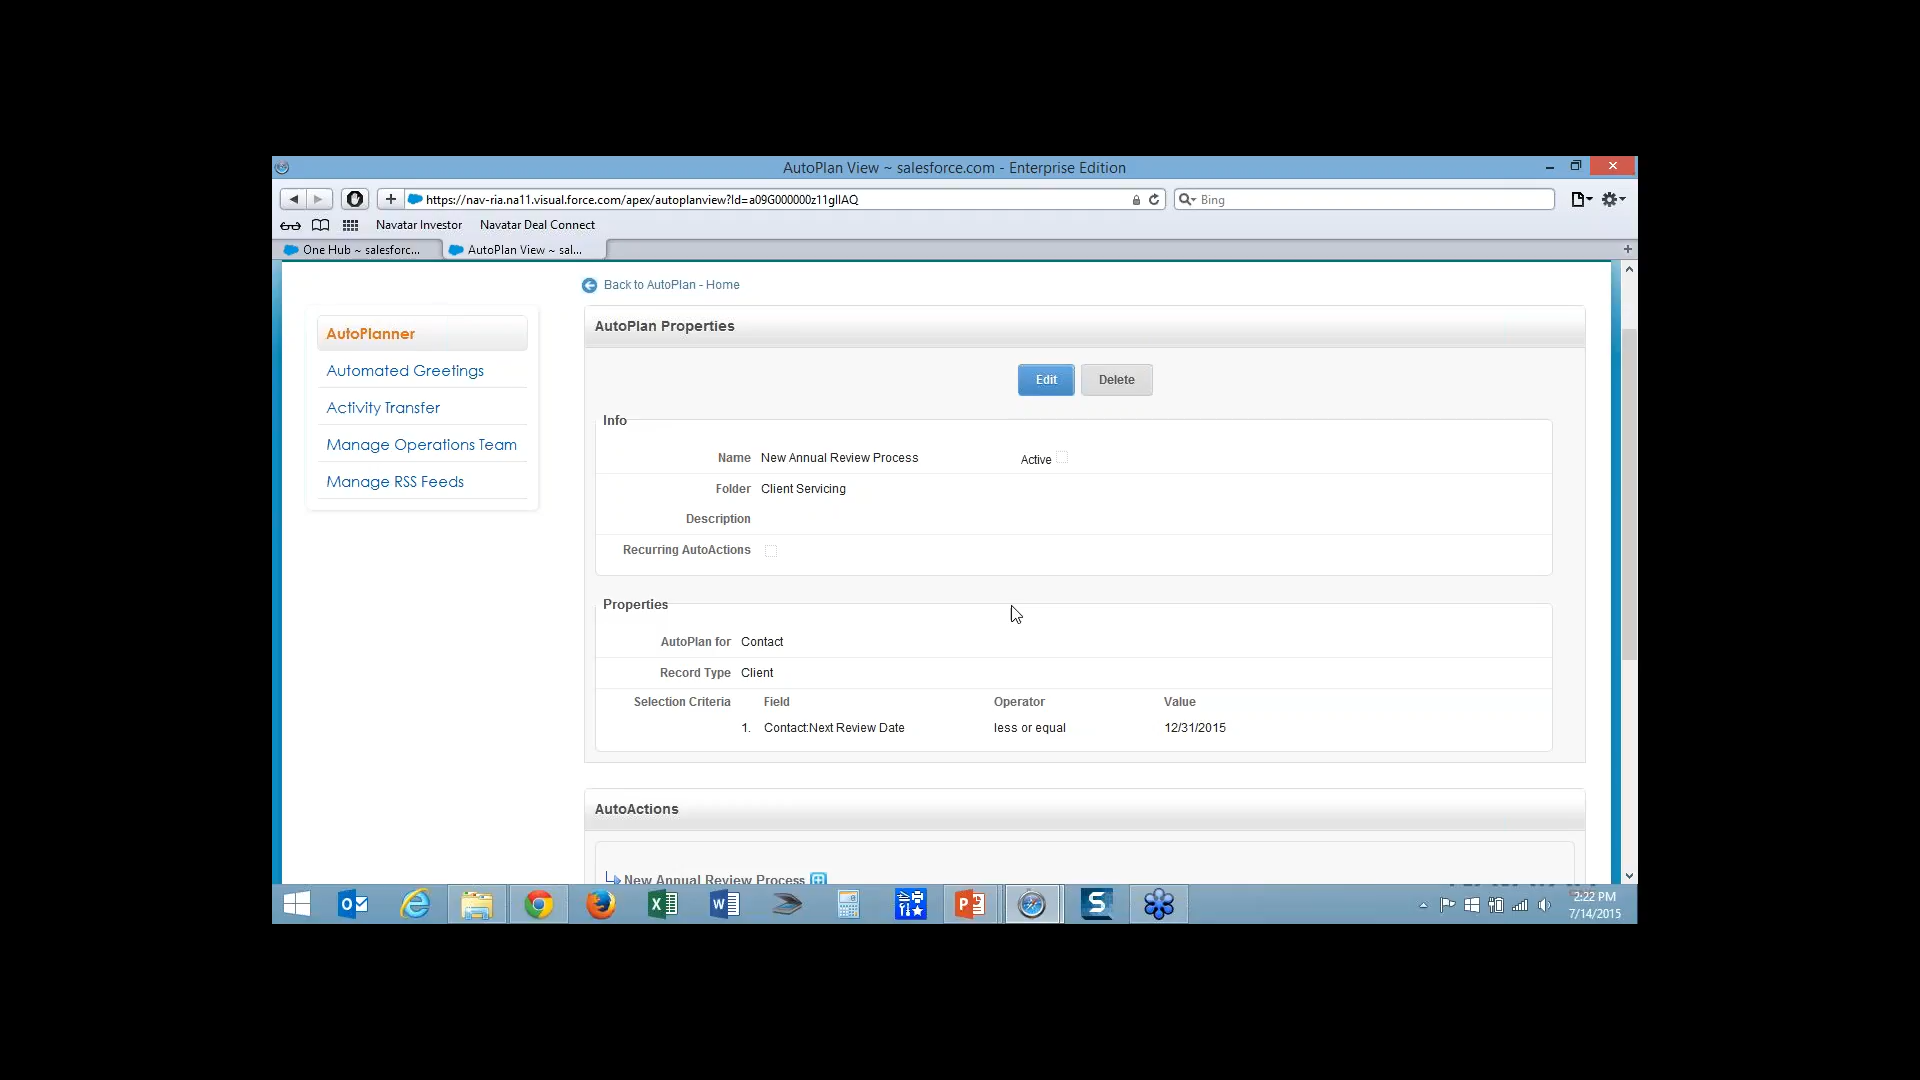 AutoPlan View ~ salesforce.com - Enterprise Edition
https://nav-ria.na11.visual.force.com/apex/autoplanview?Id=a09G000000z11glIAQ
Bing
Navatar Investor Navatar Deal Connect
One Hub ~ salesforc... AutoPlan View ~ sal...
Back to AutoPlan - Home
AutoPlanner
Automated Greetings
Activity Transfer
Manage Operations Team
Manage RSS Feeds
AutoPlan Properties
Edit Delete
Info
Name New Annual Review Process Active
Folder Client Servicing
Description
Recurring AutoActions
Properties
AutoPlan for Contact
Record Type Client
Selection Criteria Field Operator Value
1. Contact:Next Review Date less or equal 12/31/2015
AutoActions
New Annual Review Process
2:22 PM
7/14/2015